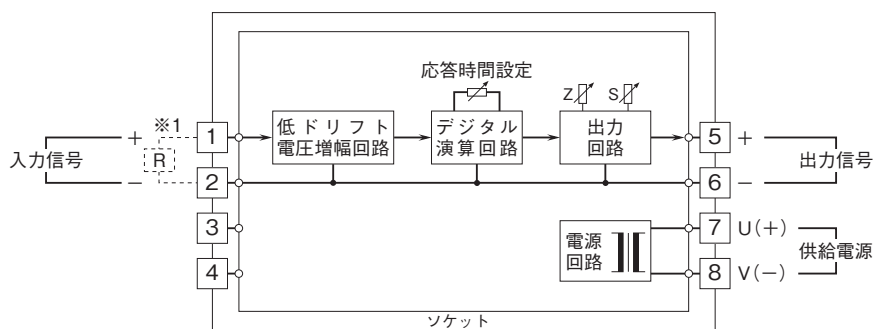 応答時間設定
Z
S
※1
1
低ドリフト
電圧増幅回路
デジタル
演算回路
出力
回路
5
+
+
R
入力信号
出力信号
−
2
6
−
3
7
U(+)
電源
回路
供給電源
4
8
V(−)
ソケット